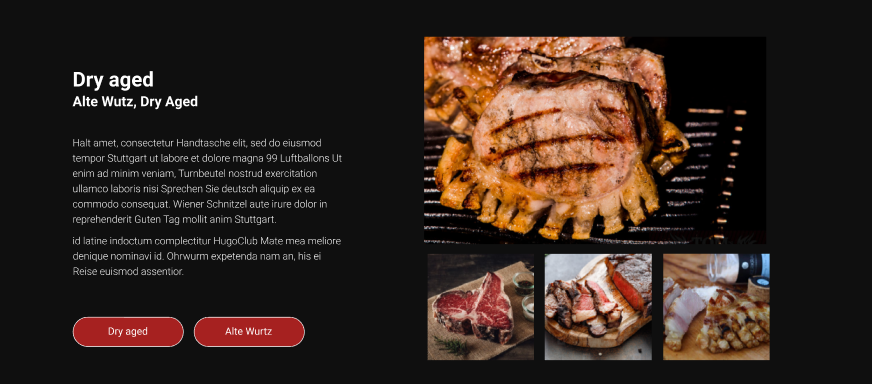 Dry aged
Alte Wutz, Dry Aged
Halt amet, consectetur Handtasche elit, sed do eiusmod
tempor Stuttgart ut labore et dolore magna 99 Luftballons Ut
enim ad minim veniam, Turnbeutel nostrud exercitation
ullamco laboris nisi Sprechen Sie deutsch aliquip ex ea
commodo consequat. Wiener Schnitzel aute irure dolor in
reprehenderit Guten Tag mollit anim Stuttgart.
id latine indoctum complectitur HugoClub Mate mea meliore
denique nominavi id. Ohrwurm expetenda nam an, his ei
Reise euismod assentior.
Dry aged
Alte Wurtz